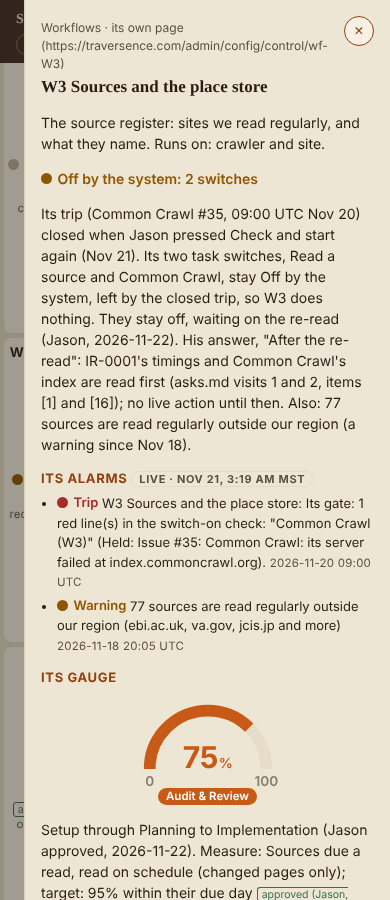 Workflows · its own page
(https://traversence.com/admin/config/control/wf-
W3)
×
W3 Sources and the place store
The source register: sites we read regularly, and
what they name. Runs on: crawler and site.
Off by the system: 2 switches
Its trip (Common Crawl #35, 09:00 UTC Nov 20)
closed when Jason pressed Check and start
again (Nov 21). Its two task switches, Read a
source and Common Crawl, stay Off by the
system, left by the closed trip, so W3 does
nothing. They stay off, waiting on the re-read
(Jason, 2026-11-22). His answer, "After the re-
read": IR-0001's timings and Common Crawl's
index are read first (asks.md visits 1 and 2, items
[1] and [16]); no live action until then. Also: 77
sources are read regularly outside our region (a
warning since Nov 18).
ITS ALARMS LIVE · NOV 21, 3:19 AM MST
• Trip W3 Sources and the place store: Its gate: 1
red line(s) in the switch-on check: "Common Crawl
(W3)" (Held: Issue #35: Common Crawl: its server
failed at index.commoncrawl.org). 2026-11-20 09:00
UTC
• Warning 77 sources are read regularly outside
our region (ebi.ac.uk, va.gov, jcis.jp and more)
2026-11-18 20:05 UTC
ITS GAUGE
75%
0 100
Audit & Review
Setup through Planning to Implementation (Jason
approved, 2026-11-22). Measure: Sources due a
read, read on schedule (changed pages only);
target: 95% within their due day approved (Jason,